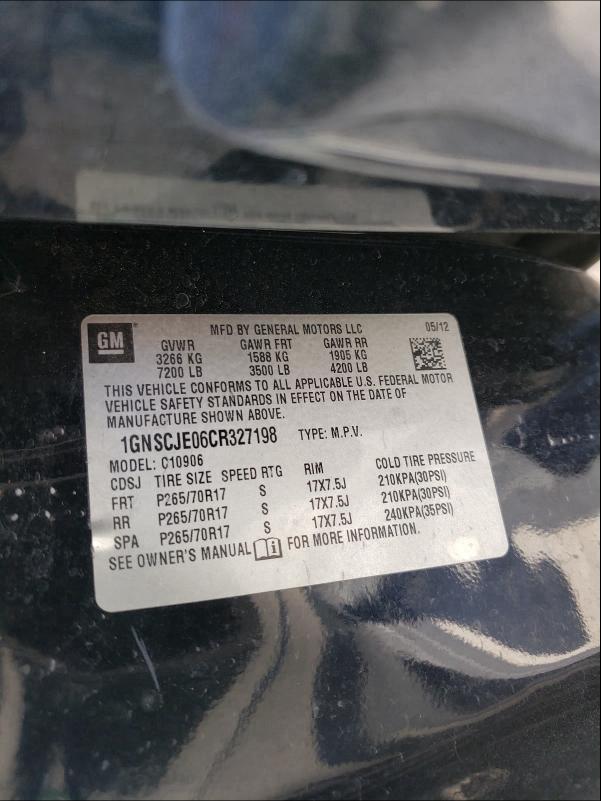 GM
MFD BY GENERAL MOTORS LLC 05/12
GVWR GAWR FRT GAWR RR
3266 KG 1588 KG 1905 KG
7200 LB 3500 LB 4200 LB
THIS VEHICLE CONFORMS TO ALL APPLICABLE U.S. FEDERAL MOTOR
VEHICLE SAFETY STANDARDS IN EFFECT ON THE DATE OF
MANUFACTURE SHOWN ABOVE.
1GNSCJE06CR327198 TYPE: M.P.V.
MODEL: C10906
CDSJ TIRE SIZE SPEED RTG RIM COLD TIRE PRESSURE
FRT P265/70R17 S 17X7.5J 210KPA(30PSI)
RR P265/70R17 S 17X7.5J 210KPA(30PSI)
SPA P265/70R17 S 17X7.5J 240KPA(35PSI)
SEE OWNER'S MANUAL FOR MORE INFORMATION.